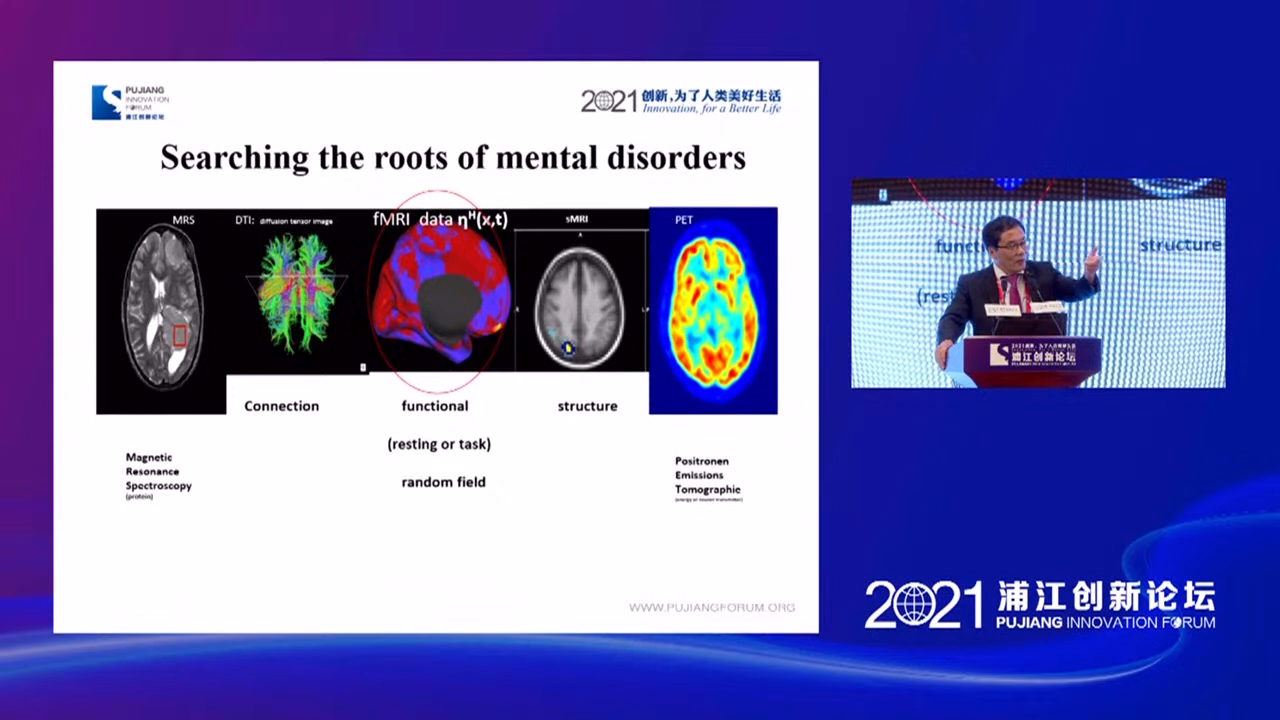 PUJIANG
INNOVATION
FORUM
浦江创新论坛
2021 创新，为了人类美好生活
Innovation, for a Better Life
Searching the roots of mental disorders
MRS
DTI: diffusion tensor image
fMRI data ηᴴ(x,t)
sMRI
A
PET
Connection
functional
structure
(resting or task)
random field
Magnetic
Resonance
Spectroscopy
(protein)
Positronen
Emissions
Tomographie
WWW.PUJIANGFORUM.ORG
structure
浦江创新论坛
2021 浦江创新论坛
PUJIANG INNOVATION FORUM